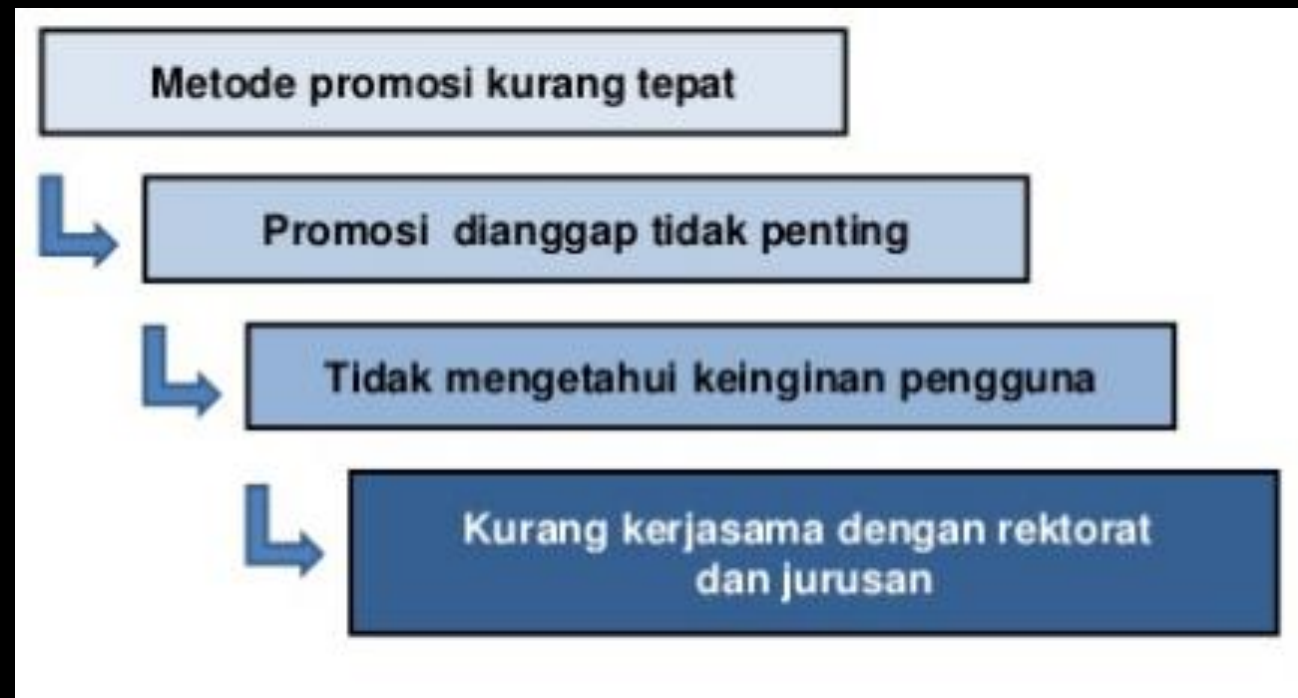 Metode promosi kurang tepat
Promosi dianggap tidak penting
Tidak mengetahui keinginan pengguna
Kurang kerjasama dengan rektorat
dan jurusan